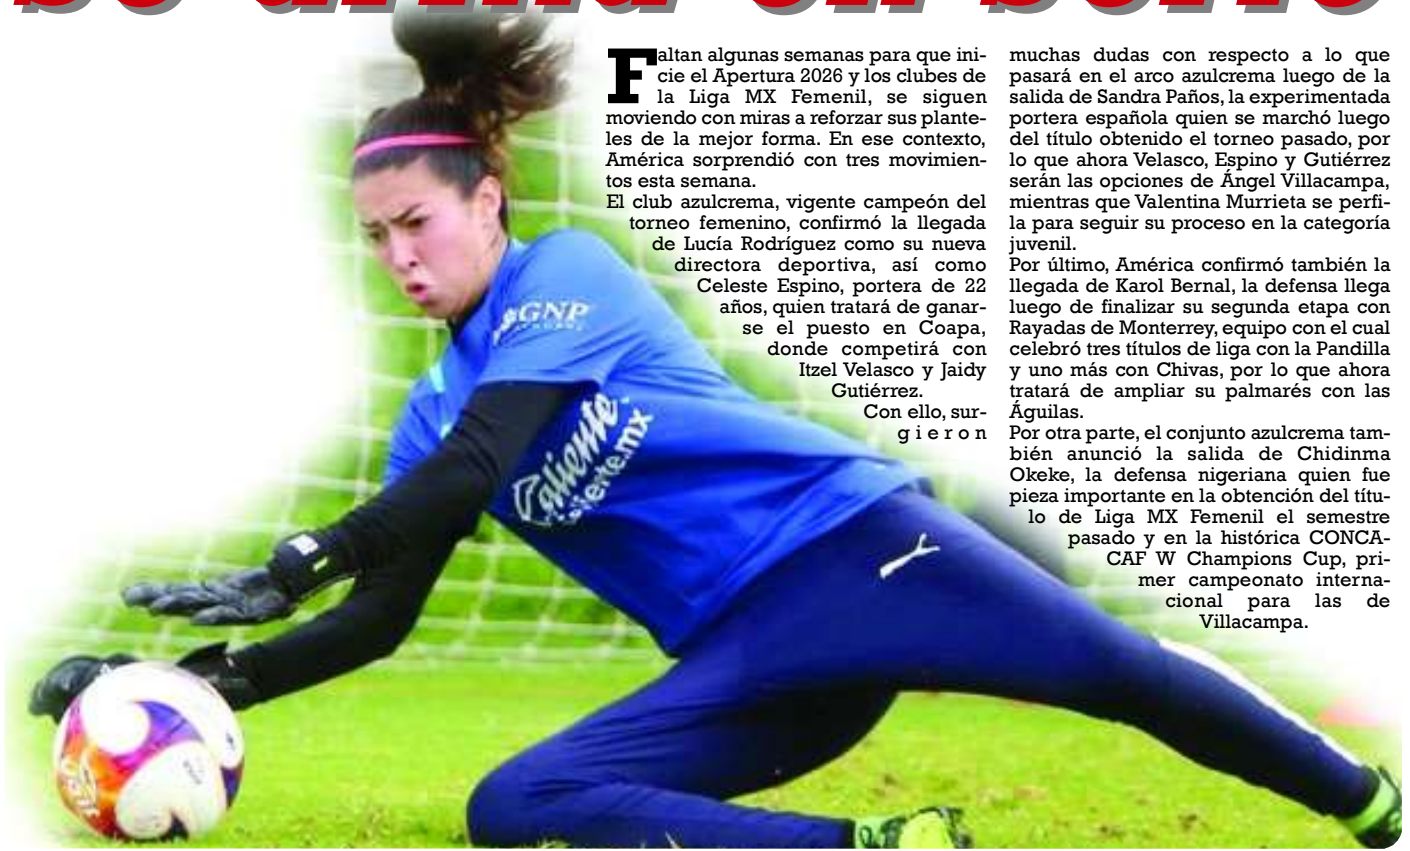 se arma en serio
Faltan algunas semanas para que ini-
cie el Apertura 2026 y los clubes de
la Liga MX Femenil, se siguen
moviendo con miras a reforzar sus plante-
les de la mejor forma. En ese contexto,
América sorprendió con tres movimien-
tos esta semana.
El club azulcrema, vigente campeón del
torneo femenino, confirmó la llegada
de Lucía Rodríguez como su nueva
directora deportiva, así como
Celeste Espino, portera de 22
años, quien tratará de ganar-
se el puesto en Coapa,
donde competirá con
Itzel Velasco y Jaidy
Gutiérrez.
Con ello, sur-
gieron
muchas dudas con respecto a lo que
pasará en el arco azulcrema luego de la
salida de Sandra Paños, la experimentada
portera española quien se marchó luego
del título obtenido el torneo pasado, por
lo que ahora Velasco, Espino y Gutiérrez
serán las opciones de Ángel Villacampa,
mientras que Valentina Murrieta se perfi-
la para seguir su proceso en la categoría
juvenil.
Por último, América confirmó también la
llegada de Karol Bernal, la defensa llega
luego de finalizar su segunda etapa con
Rayadas de Monterrey, equipo con el cual
celebró tres títulos de liga con la Pandilla
y uno más con Chivas, por lo que ahora
tratará de ampliar su palmarés con las
Águilas.
Por otra parte, el conjunto azulcrema tam-
bién anunció la salida de Chidinma
Okeke, la defensa nigeriana quien fue
pieza importante en la obtención del títu-
lo de Liga MX Femenil el semestre
pasado y en la histórica CONCA-
CAF W Champions Cup, pri-
mer campeonato interna-
cional para las de
Villacampa.
GNP
Caliente
caliente.mx